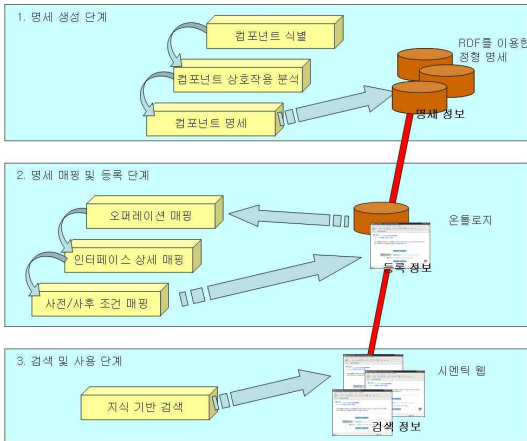 1. 명세 생성 단계
컴포넌트 식별
컴포넌트 상호작용 분석
컴포넌트 명세
RDF를 이용한
정형 명세
명세 정보
2. 명세 매핑 및 등록 단계
오퍼레이션 매핑
인터페이스 상세 매핑
사전/사후 조건 매핑
온톨로지
등록 정보
3. 검색 및 사용 단계
지식 기반 검색
시멘틱 웹
검색 정보